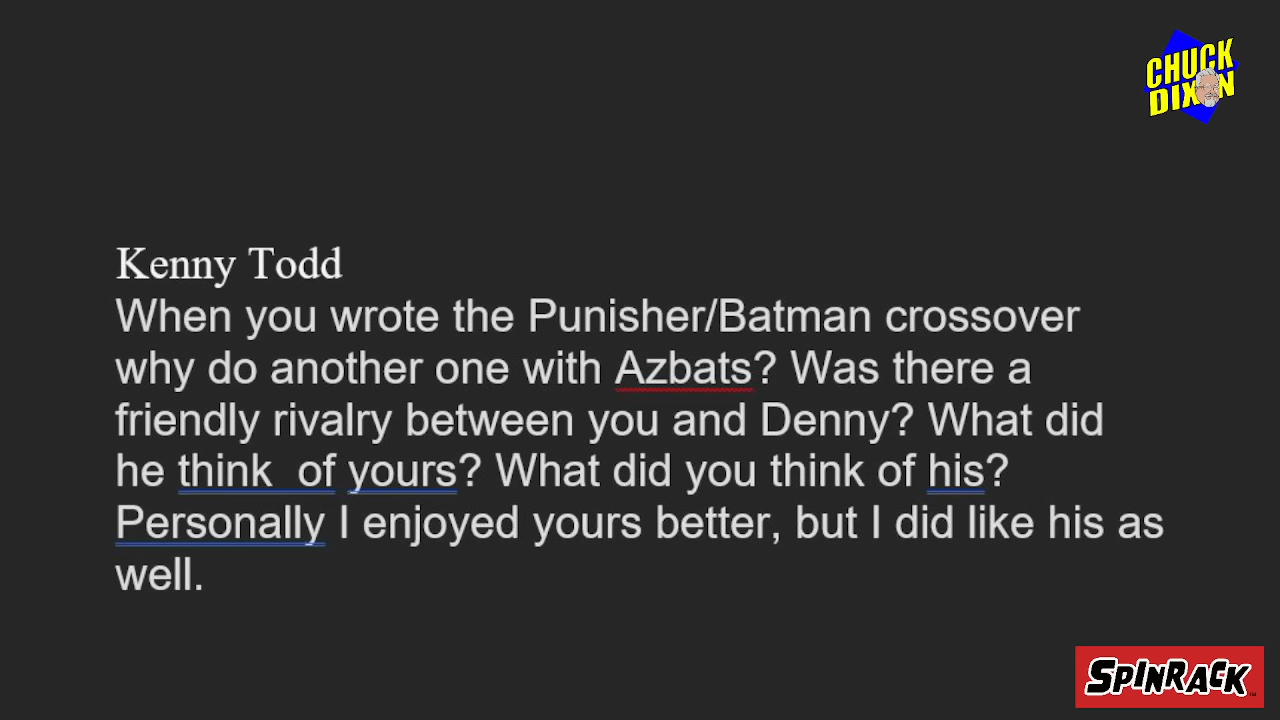 CHUCK
DIXON
Kenny Todd
When you wrote the Punisher/Batman crossover
why do another one with Azbats? Was there a
friendly rivalry between you and Denny? What did
he think  of yours? What did you think of his?
Personally I enjoyed yours better, but I did like his as
well.
SPINRACK